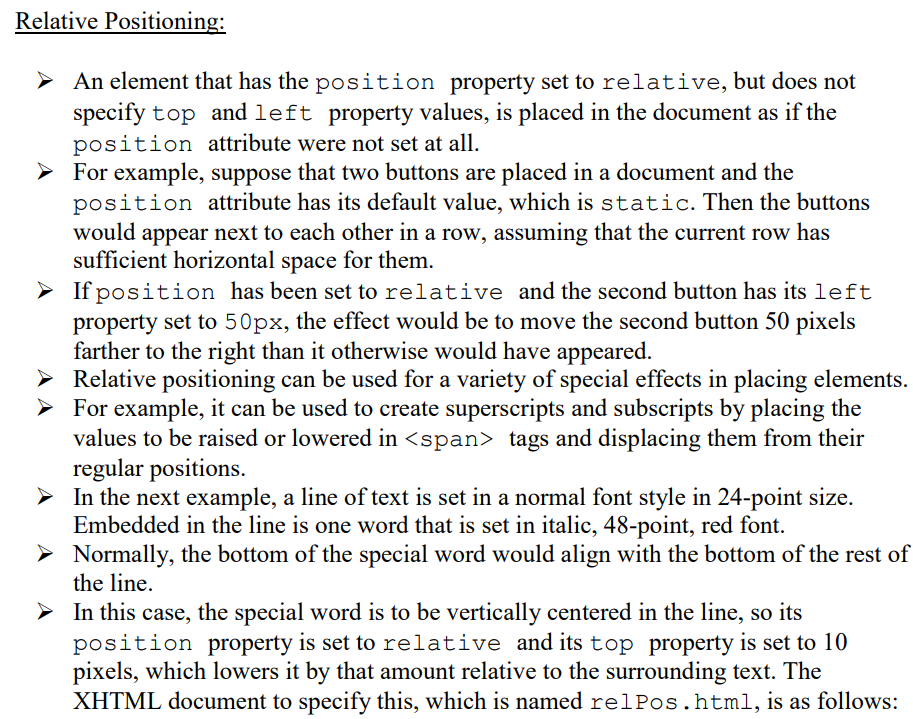 Relative Positioning:
➢ An element that has the position property set to relative, but does not
specify top and left property values, is placed in the document as if the
position attribute were not set at all.
➢ For example, suppose that two buttons are placed in a document and the
position attribute has its default value, which is static. Then the buttons
would appear next to each other in a row, assuming that the current row has
sufficient horizontal space for them.
➢ If position has been set to relative and the second button has its left
property set to 50px, the effect would be to move the second button 50 pixels
farther to the right than it otherwise would have appeared.
➢ Relative positioning can be used for a variety of special effects in placing elements.
➢ For example, it can be used to create superscripts and subscripts by placing the
values to be raised or lowered in <span> tags and displacing them from their
regular positions.
➢ In the next example, a line of text is set in a normal font style in 24-point size.
Embedded in the line is one word that is set in italic, 48-point, red font.
➢ Normally, the bottom of the special word would align with the bottom of the rest of
the line.
➢ In this case, the special word is to be vertically centered in the line, so its
position property is set to relative and its top property is set to 10
pixels, which lowers it by that amount relative to the surrounding text. The
XHTML document to specify this, which is named relPos.html, is as follows: